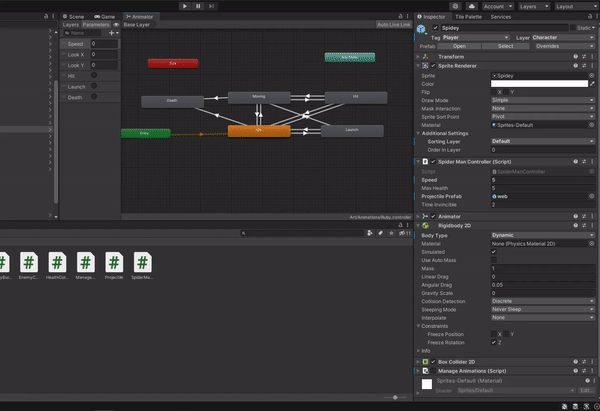 Account
Layers
Layout
Scene
Game
Animator
Inspector
Tile Palette
Services
Layers
Parameters
Base Layer
Auto Live Link
Name
Speed 0
Look X 0
Look Y 0
Hit
Launch
Death
Exit
Any State
Death
Moving
Hit
Entry
Idle
Launch
Art/Animations/Ruby.controller
EnemyC...
HealthCol...
Manage...
Projectile
SpiderMa...
Spidey
Static
Tag Player
Layer Character
Prefab Open Select Overrides
Transform
Sprite Renderer
Sprite Spidey
Color
Flip X Y
Draw Mode Simple
Mask Interaction None
Sprite Sort Point Pivot
Material Sprites-Default
Additional Settings
Sorting Layer Default
Order in Layer 0
Spider Man Controller (Script)
Script SpiderManController
Speed 5
Max Health 5
Projectile Prefab web
Time Invincible 2
Animator
Rigidbody 2D
Body Type Dynamic
Material None (Physics Material 2D)
Simulated
Use Auto Mass
Mass 1
Linear Drag 0
Angular Drag 0.05
Gravity Scale 0
Collision Detection Discrete
Sleeping Mode Never Sleep
Interpolate None
Constraints
Freeze Position X Y
Freeze Rotation Z
Info
Box Collider 2D
Manage Animations (Script)
Sprites-Default (Material)
Shader Sprites/Default Edit...